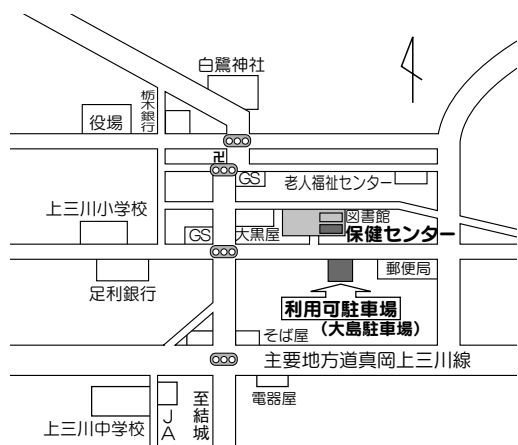 白鷺神社
栃木銀行
役場
卍
GS
老人福祉センター
上三川小学校
図書館
GS
大黒屋
保健センター
足利銀行
郵便局
利用可駐車場
(大島駐車場)
そば屋
主要地方道真岡上三川線
電器屋
上三川中学校
JA
至結城